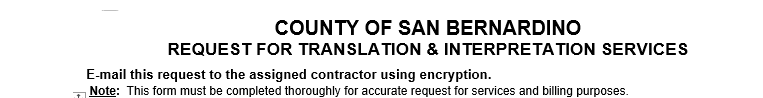 COUNTY OF SAN BERNARDINO
REQUEST FOR TRANSLATION & INTERPRETATION SERVICES
E-mail this request to the assigned contractor using encryption.
Note: This form must be completed thoroughly for accurate request for services and billing purposes.